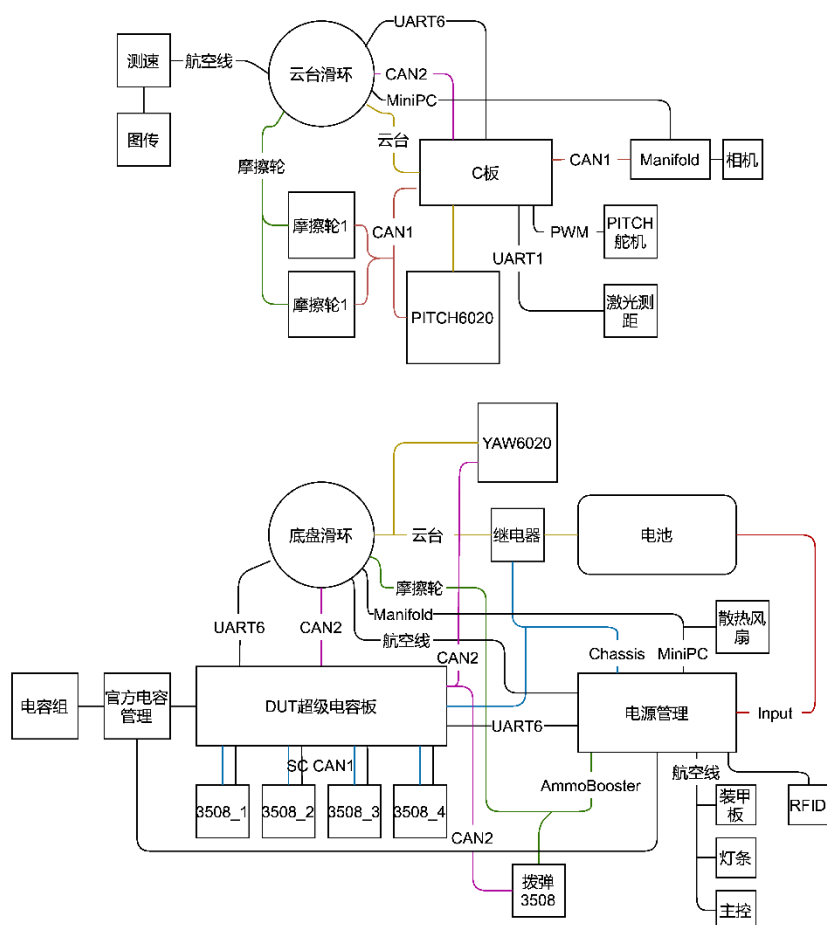 UART6
测速
航空线
云台滑环
CAN2
MiniPC
图传
云台
摩擦轮
C板
CAN1
Manifold
相机
摩擦轮1
CAN1
PWM
PITCH
舵机
UART1
摩擦轮1
PITCH6020
激光测
距
YAW6020
底盘滑环
云台
继电器
电池
摩擦轮
Manifold
散热风
扇
UART6
CAN2
航空线
CAN2
Chassis
MiniPC
电容组
官方电容
管理
DUT超级电容板
电源管理
Input
UART6
SC CAN1
航空线
AmmoBooster
装甲
板
RFID
3508_1
3508_2
3508_3
3508_4
CAN2
灯条
拨弹
3508
主控